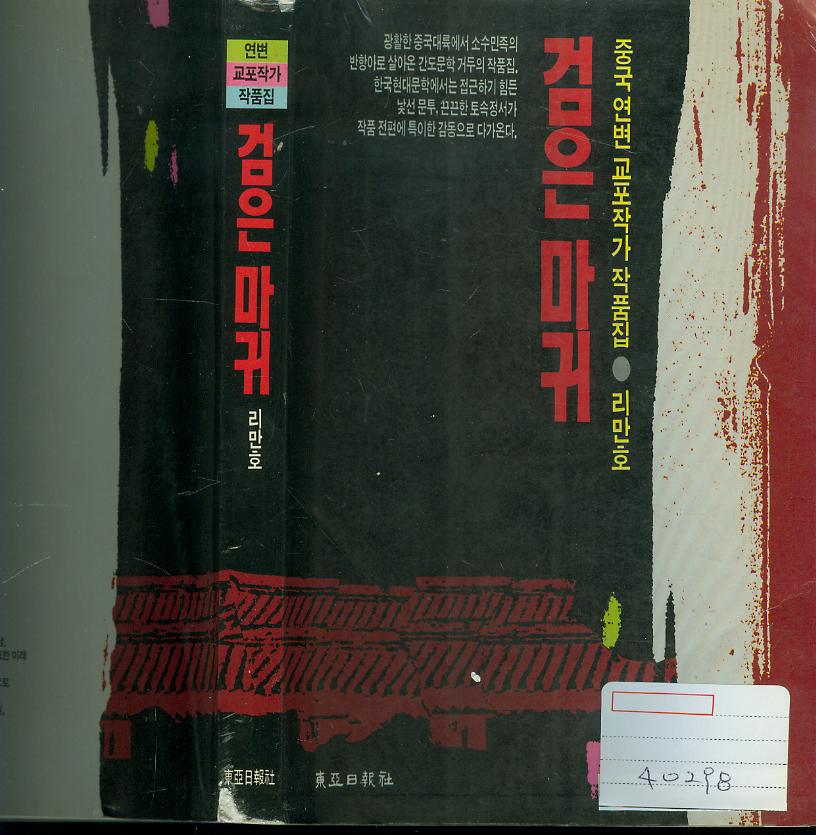 연변
교포작가
작품집
검은 마귀
리만호
東亞日報社
광활한 중국대륙에서 소수민족의
반항아로 살아온 간도문학 거두의 작품집.
한국현대문학에서는 접근하기 힘든
낯선 문투, 끈끈한 토속정서가
작품 전편에 특이한 감동으로 다가온다.
검은 마귀
중국 연변 교포작가 작품집 ● 리만호
東亞日報社
40298